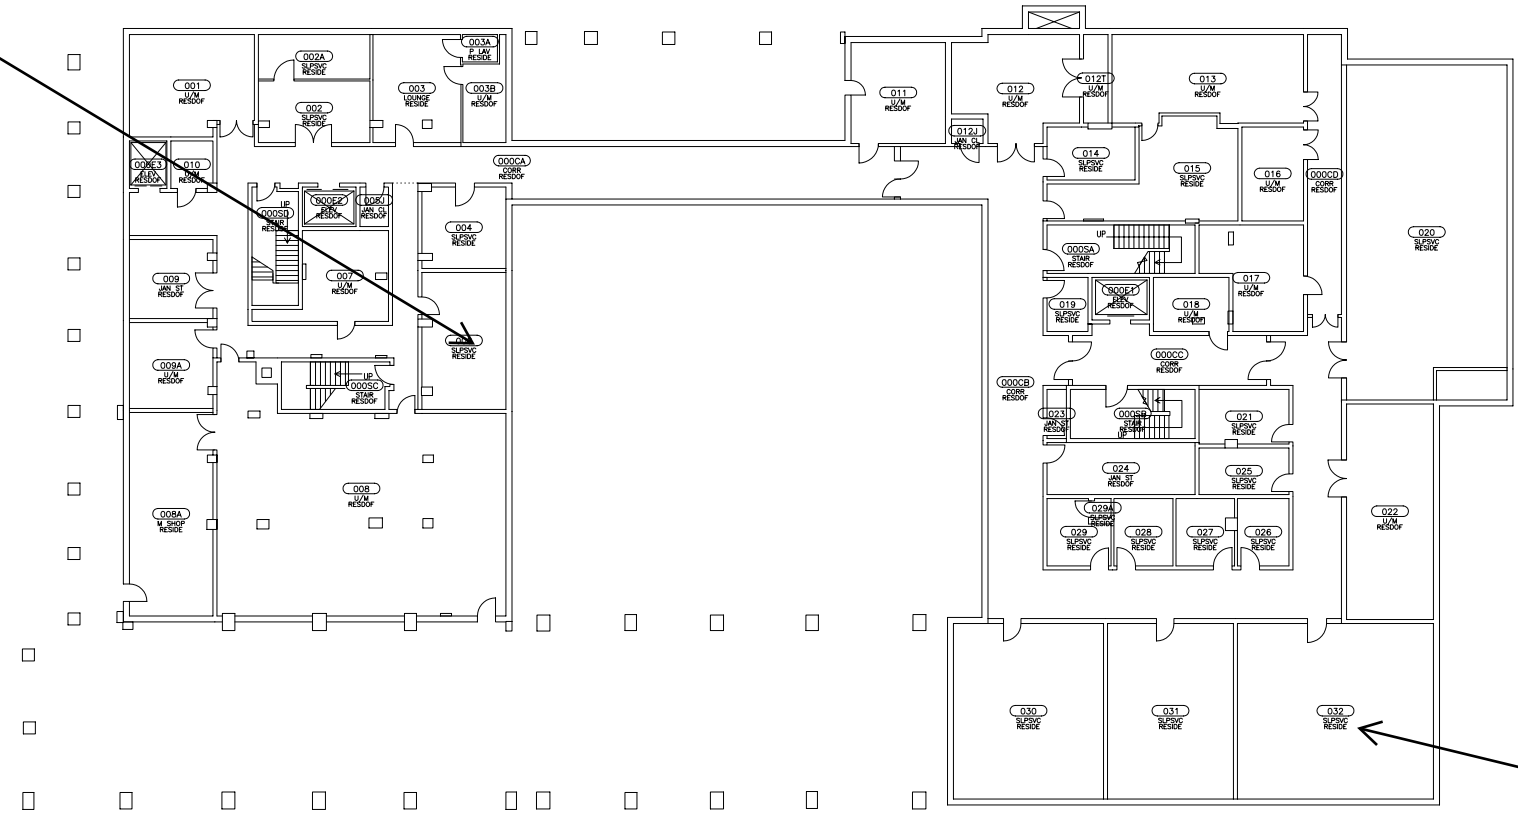 003A
P LAV
RESIDE
002A
SLPSVC
RESIDE
001
U/M
RESDOF
003
LOUNGE
RESIDE
003B
U/M
RESDOF
002
SLPSVC
RESIDE
010
U/M
RESDOF
ELEV
RESDOF
000CA
CORR
RESDOF
011
U/M
RESDOF
012
U/M
RESDOF
012T
U/M
RESDOF
013
U/M
RESDOF
012J
JAN CL
RESDOF
014
SLPSVC
RESIDE
015
SLPSVC
RESIDE
016
U/M
RESDOF
000CD
CORR
RESDOF
020
SLPSVC
RESIDE
UP
000SD
STAIR
RESDOF
000E2
ELEV
RESDOF
JAN CL
RESDOF
004
SLPSVC
RESIDE
UP
000SA
STAIR
RESDOF
009
JAN ST
RESDOF
007
U/M
RESDOF
000E1
ELEV
RESDOF
017
U/M
RESDOF
019
SLPSVC
RESIDE
018
U/M
RESDOF
SLPSVC
RESIDE
009A
U/M
RESDOF
UP
000SC
STAIR
RESDOF
000CC
CORR
RESDOF
000CB
CORR
RESDOF
023
JAN ST
RESDOF
000SB
STAIR
RESDOF
UP
021
SLPSVC
RESIDE
024
JAN ST
RESDOF
025
SLPSVC
RESIDE
008
U/M
RESDOF
008A
M SHOP
RESIDE
029A
SLPSVC
RESIDE
029
SLPSVC
RESIDE
028
SLPSVC
RESIDE
027
SLPSVC
RESIDE
026
SLPSVC
RESIDE
022
U/M
RESDOF
030
SLPSVC
RESIDE
031
SLPSVC
RESIDE
032
SLPSVC
RESIDE